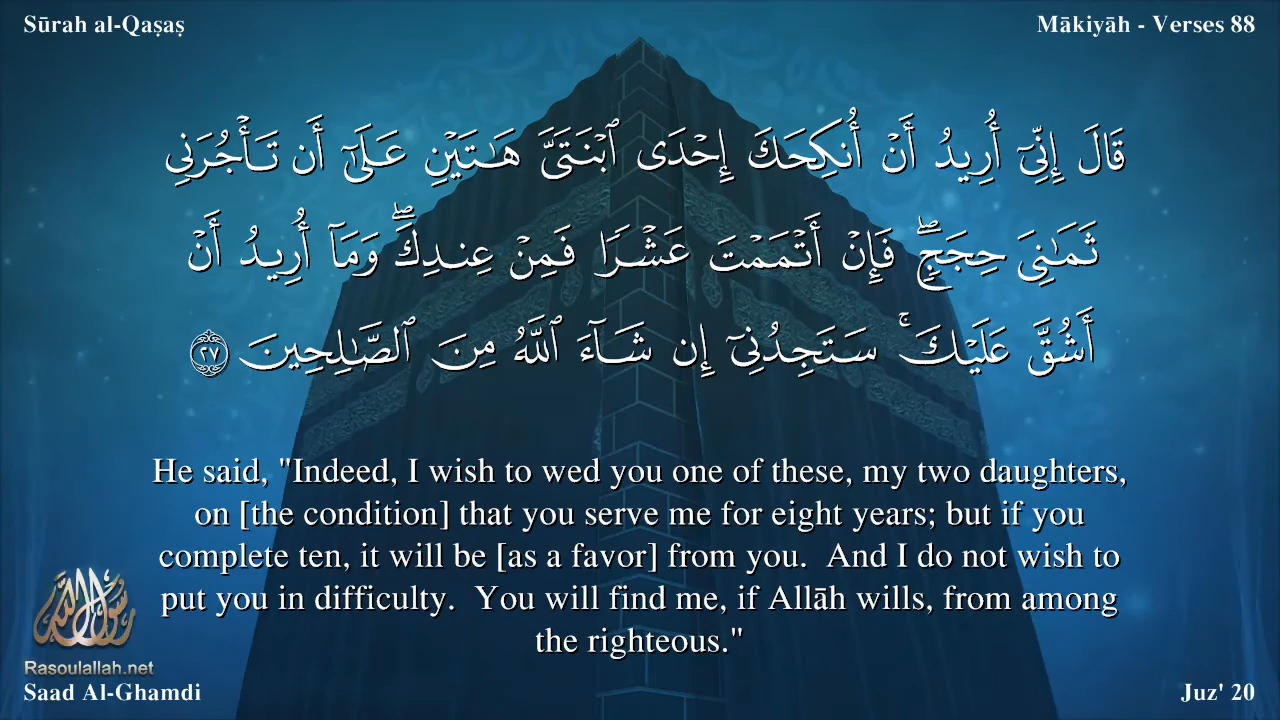 Sūrah al-Qaṣaṣ
Mākiyāh - Verses 88
قَالَ إِنِّىٓ أُرِيدُ أَنْ أُنكِحَكَ إِحْدَى ٱبْنَتَىَّ هَـٰتَيْنِ عَلَىٰٓ أَن تَأْجُرَنِى
ثَمَـٰنِىَ حِجَجٍۢ ۖ فَإِنْ أَتْمَمْتَ عَشْرًۭا فَمِنْ عِندِكَ ۖ وَمَآ أُرِيدُ أَنْ
أَشُقَّ عَلَيْكَ ۚ سَتَجِدُنِىٓ إِن شَآءَ ٱللَّهُ مِنَ ٱلصَّـٰلِحِينَ ٢٧
He said, "Indeed, I wish to wed you one of these, my two daughters,
on [the condition] that you serve me for eight years; but if you
complete ten, it will be [as a favor] from you.  And I do not wish to
put you in difficulty.  You will find me, if Allāh wills, from among
the righteous."
رسول الله
Rasoulallah.net
Saad Al-Ghamdi
Juz' 20